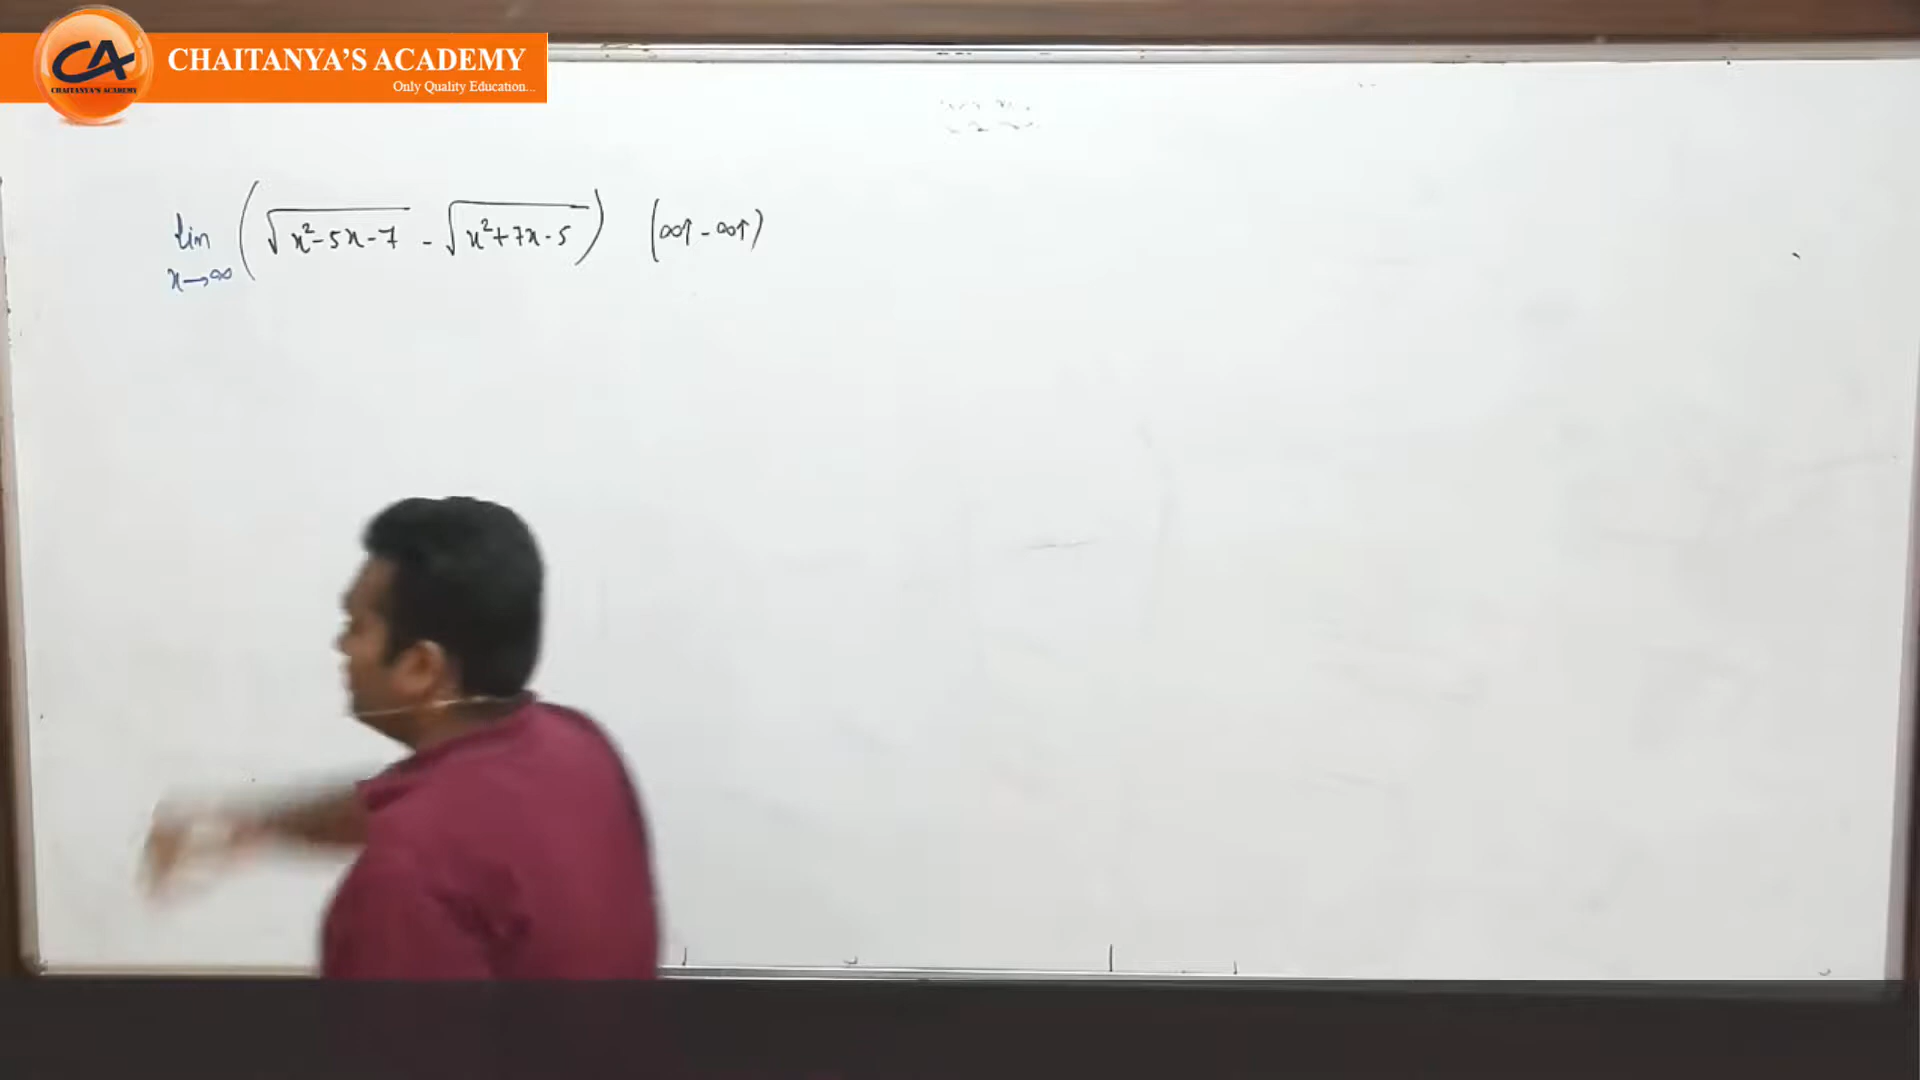 CA
CHAITANYA'S ACADEMY
CHAITANYA'S ACADEMY
Only Quality Education...
lim x→∞ (√(x²-5x-7) - √(x²+7x-5)) (∞↑ - ∞↑)